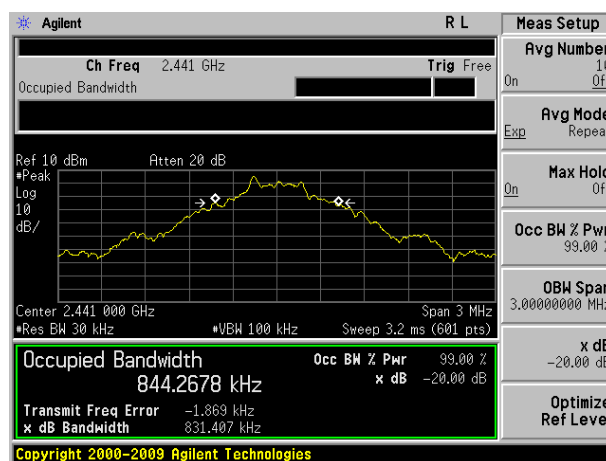 Agilent R L Meas Setup
Avg Number
On
Ch Freq 2.441 GHz Trig Free
Occupied Bandwidth
Avg Mode
Exp
Ref 10 dBm Atten 20 dB
#Peak
Log
10
dB/
Max Hold
On
Occ BW % Pwr
99.00 %
OBW Span
3.00000000 MHz
Center 2.441 000 GHz Span 3 MHz
#Res BW 30 kHz #VBW 100 kHz Sweep 3.2 ms (601 pts)
x dB
-20.00 dB
Occupied Bandwidth Occ BW % Pwr 99.00 %
844.2678 kHz x dB -20.00 dB
Transmit Freq Error -1.869 kHz
x dB Bandwidth 831.407 kHz
Optimize
Ref Level
Copyright 2000-2009 Agilent Technologies